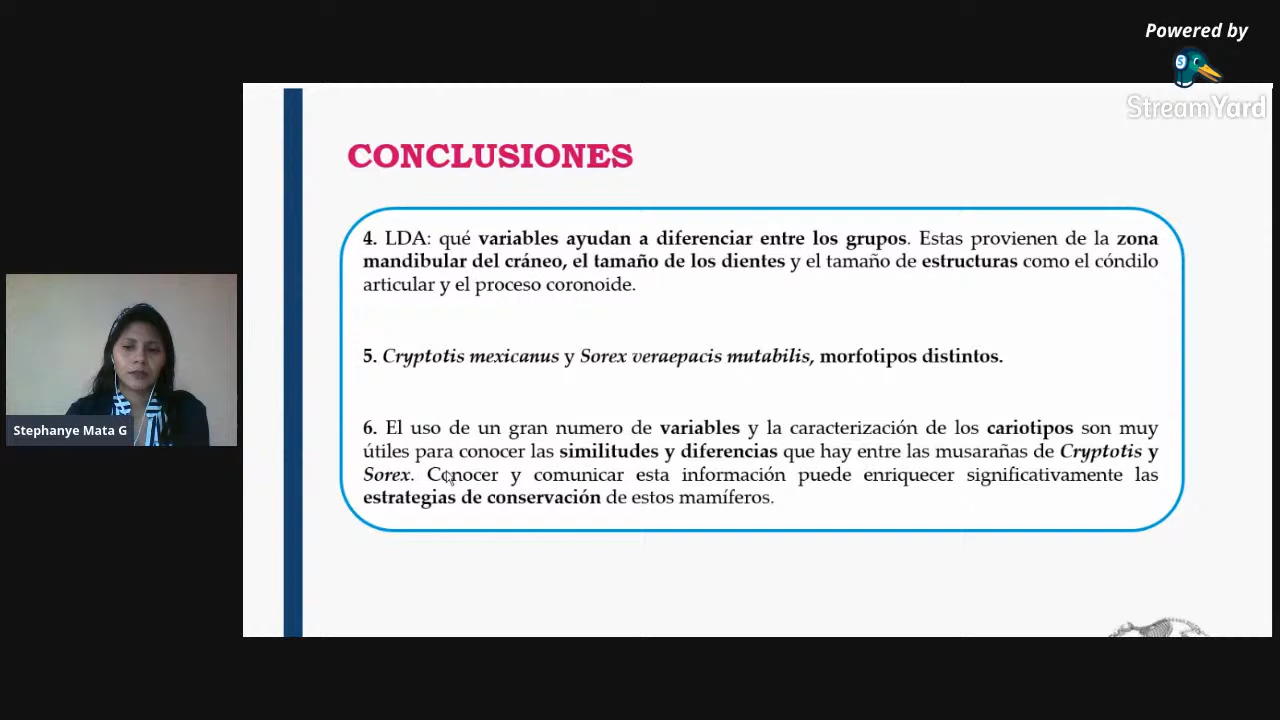 Powered by
StreamYard
CONCLUSIONES
4. LDA: qué variables ayudan a diferenciar entre los grupos. Estas provienen de la zona
mandibular del cráneo, el tamaño de los dientes y el tamaño de estructuras como el cóndilo
articular y el proceso coronoide.
5. Cryptotis mexicanus y Sorex veraepacis mutabilis, morfotipos distintos.
6. El uso de un gran numero de variables y la caracterización de los cariotipos son muy
útiles para conocer las similitudes y diferencias que hay entre las musarañas de Cryptotis y
Sorex. Conocer y comunicar esta información puede enriquecer significativamente las
estrategias de conservación de estos mamíferos.
Stephanye Mata G